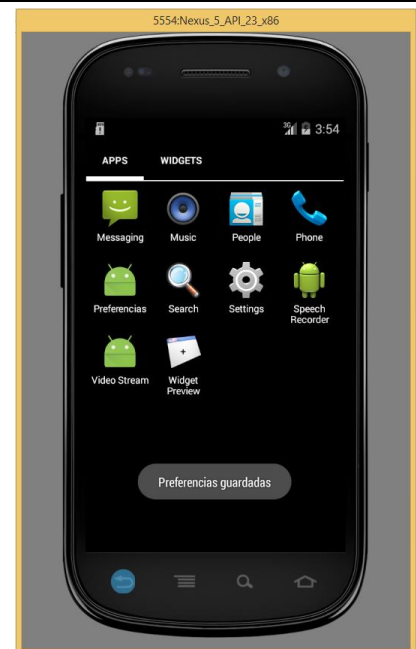 5554:Nexus_5_API_23_x86
3G 3:54
APPS WIDGETS
Messaging Music People Phone
Preferencias Search Settings Speech Recorder
Video Stream Widget Preview
Preferencias guardadas